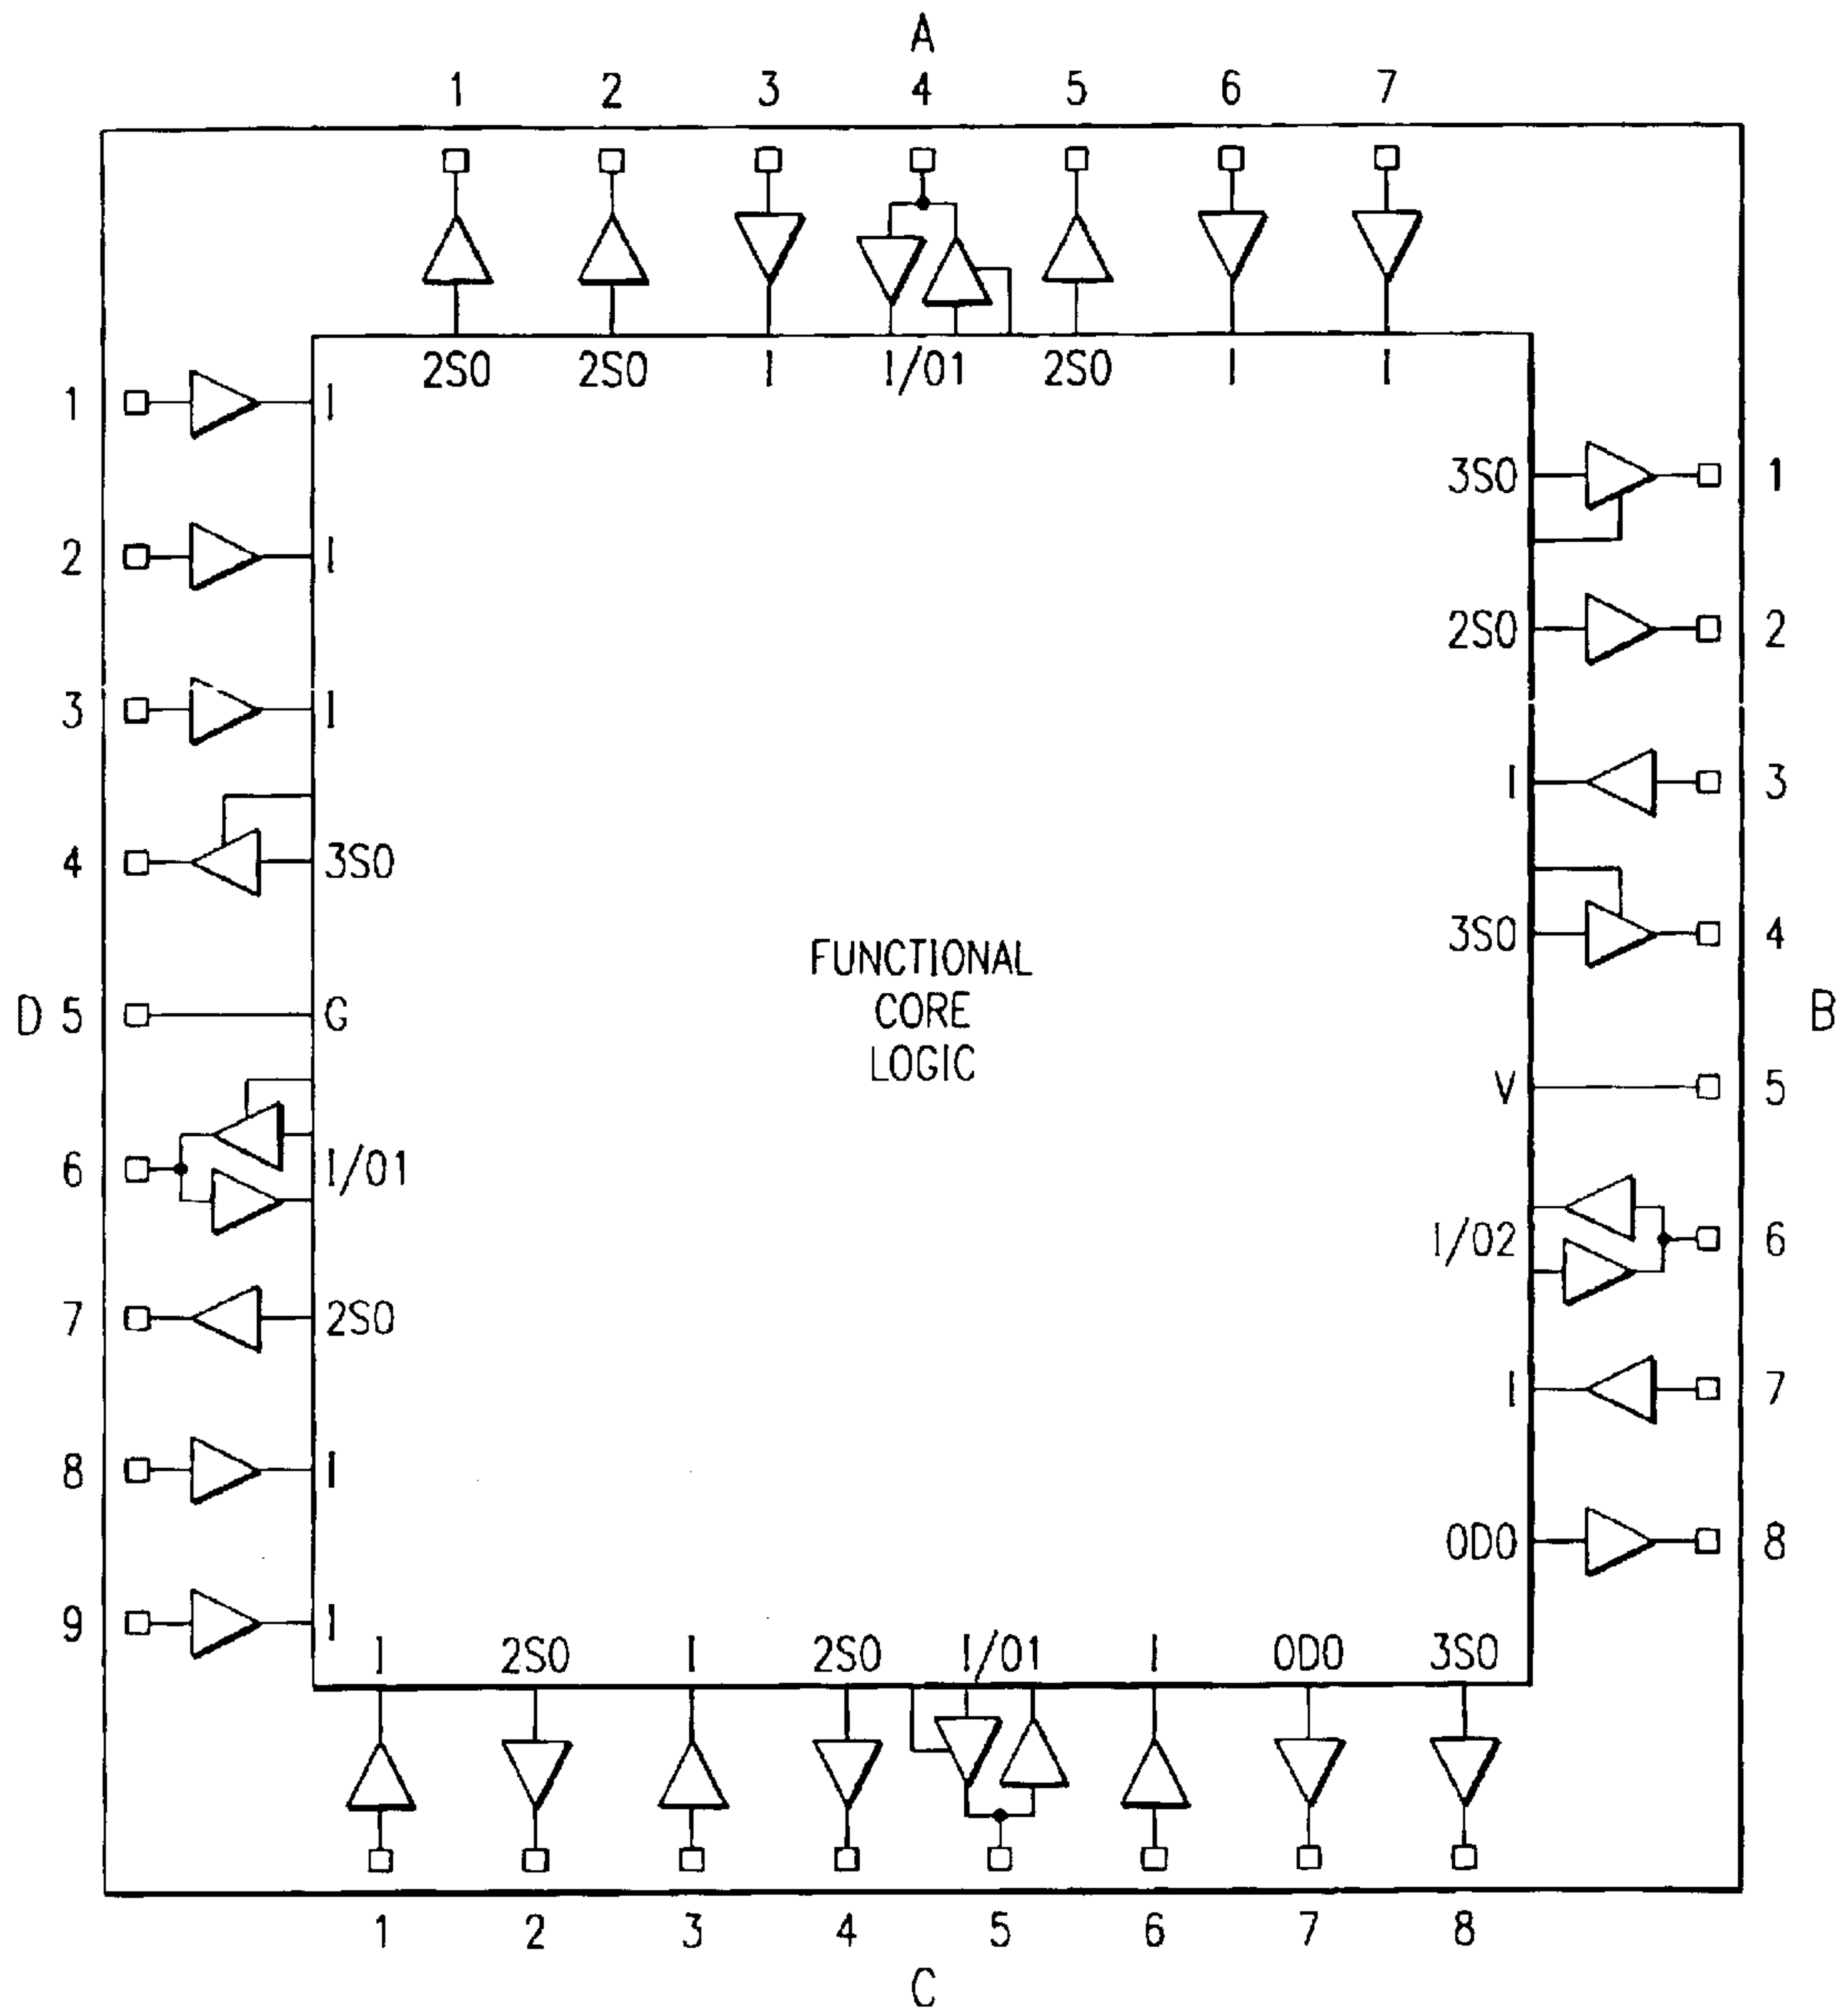 A
1 2 3 4 5 6 7
2SO 2SO I I/O1 2SO I I
1 I
3SO 1
2 I
2SO 2
3 I
I 3
4 3SO
3SO 4
FUNCTIONAL
CORE
LOGIC
D 5 G
B
V 5
6 I/O1
I/O2 6
7 2SO
I 7
8 I
ODO 8
9 I
I 2SO I 2SO I/O1 I ODO 3SO
1 2 3 4 5 6 7 8
C